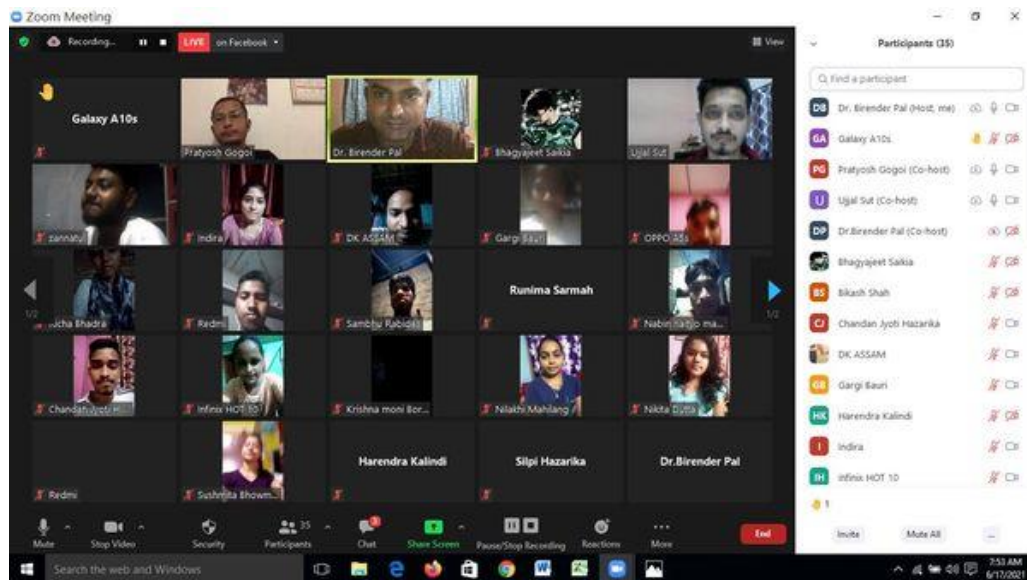 Zoom Meeting
Recording...
LIVE on Facebook
View
Participants (35)
Find a participant
Galaxy A10s
Pratyosh Gogoi
Dr. Birender Pal
Bhagyajeet Saikia
Ujjal Sut
zannatul
Indira
DK ASSAM
Gargi Bauri
OPPO A5s
1/2
Bhadra
Redmi
Sambhu Rabidas
Runima Sarmah
Nabin
1/2
Chandan Jyoti H...
Infinix HOT 10
Krishna moni Bor...
Nilakhi Mahilang
Nikita Dutta
Redmi
Sushmita Bhowm...
Harendra Kalindi
Silpi Hazarika
Dr.Birender Pal
DB Dr. Birender Pal (Host, me)
GA Galaxy A10s
PG Pratyosh Gogoi (Co-host)
U Ujjal Sut (Co-host)
DP Dr.Birender Pal (Co-host)
Bhagyajeet Saikia
BS Bikash Shah
CJ Chandan Jyoti Hazarika
DK ASSAM
GB Gargi Bauri
HK Harendra Kalindi
I Indira
IH Infinix HOT 10
1
Invite
Mute All
...
Mute
Stop Video
Security
35
Participants
3
Chat
Share Screen
Pause/Stop Recording
Reactions
More
End
Search the web and Windows
7:53 AM
6/17/2021